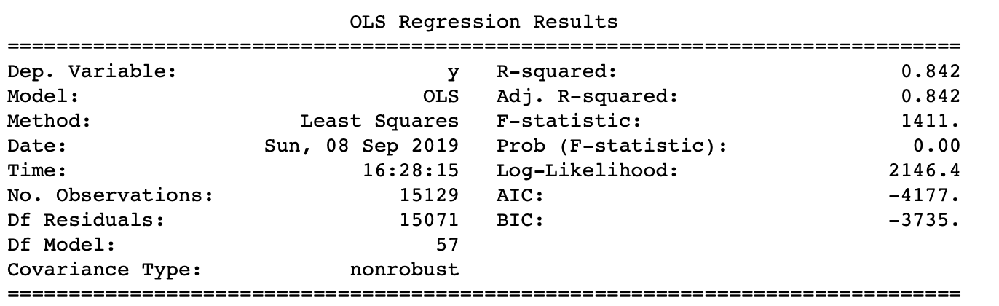 OLS Regression Results
==============================================================================
Dep. Variable: y R-squared: 0.842
Model: OLS Adj. R-squared: 0.842
Method: Least Squares F-statistic: 1411.
Date: Sun, 08 Sep 2019 Prob (F-statistic): 0.00
Time: 16:28:15 Log-Likelihood: 2146.4
No. Observations: 15129 AIC: -4177.
Df Residuals: 15071 BIC: -3735.
Df Model: 57
Covariance Type: nonrobust
==============================================================================